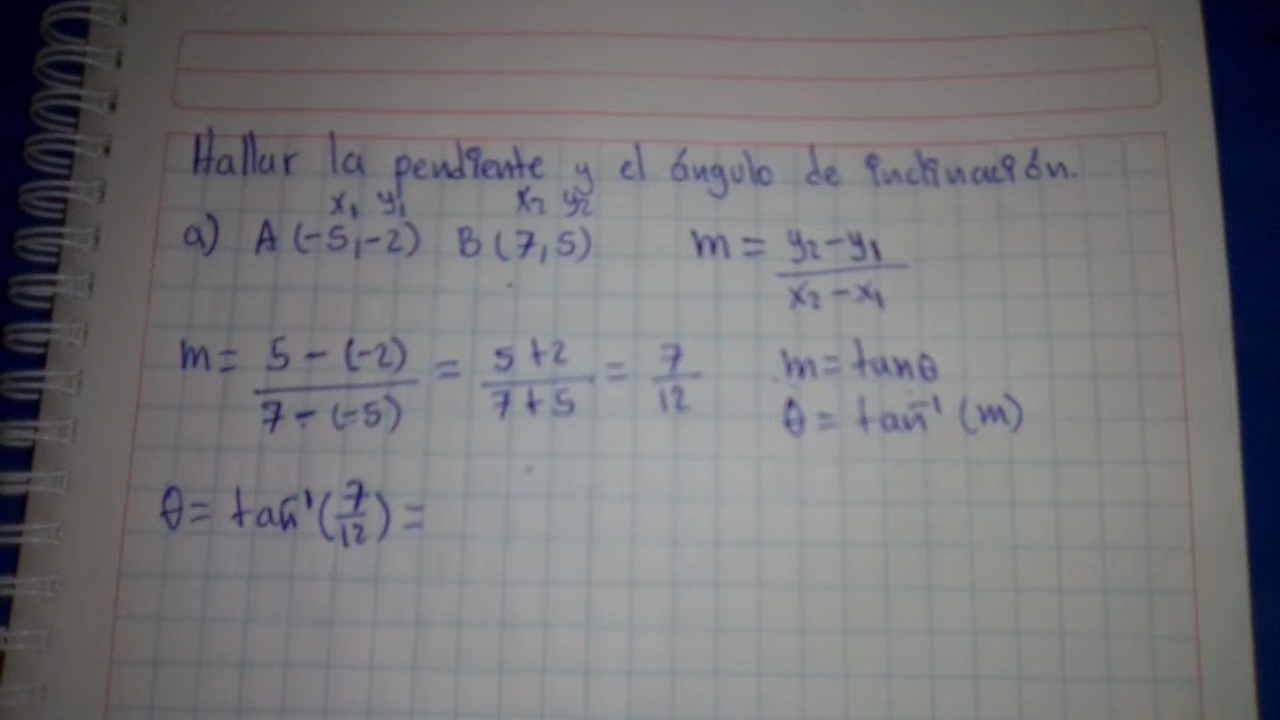 Hallar la pendiente y el ángulo de inclinación.
x₁ y₁ x₂ y₂
a) A (-5,-2) B (7,5) m = y₂-y₁ / x₂-x₁
m = 5-(-2) / 7-(-5) = 5+2 / 7+5 = 7/12 m = tanθ
θ = tan⁻¹ (m)
θ = tan⁻¹ (7/12) =